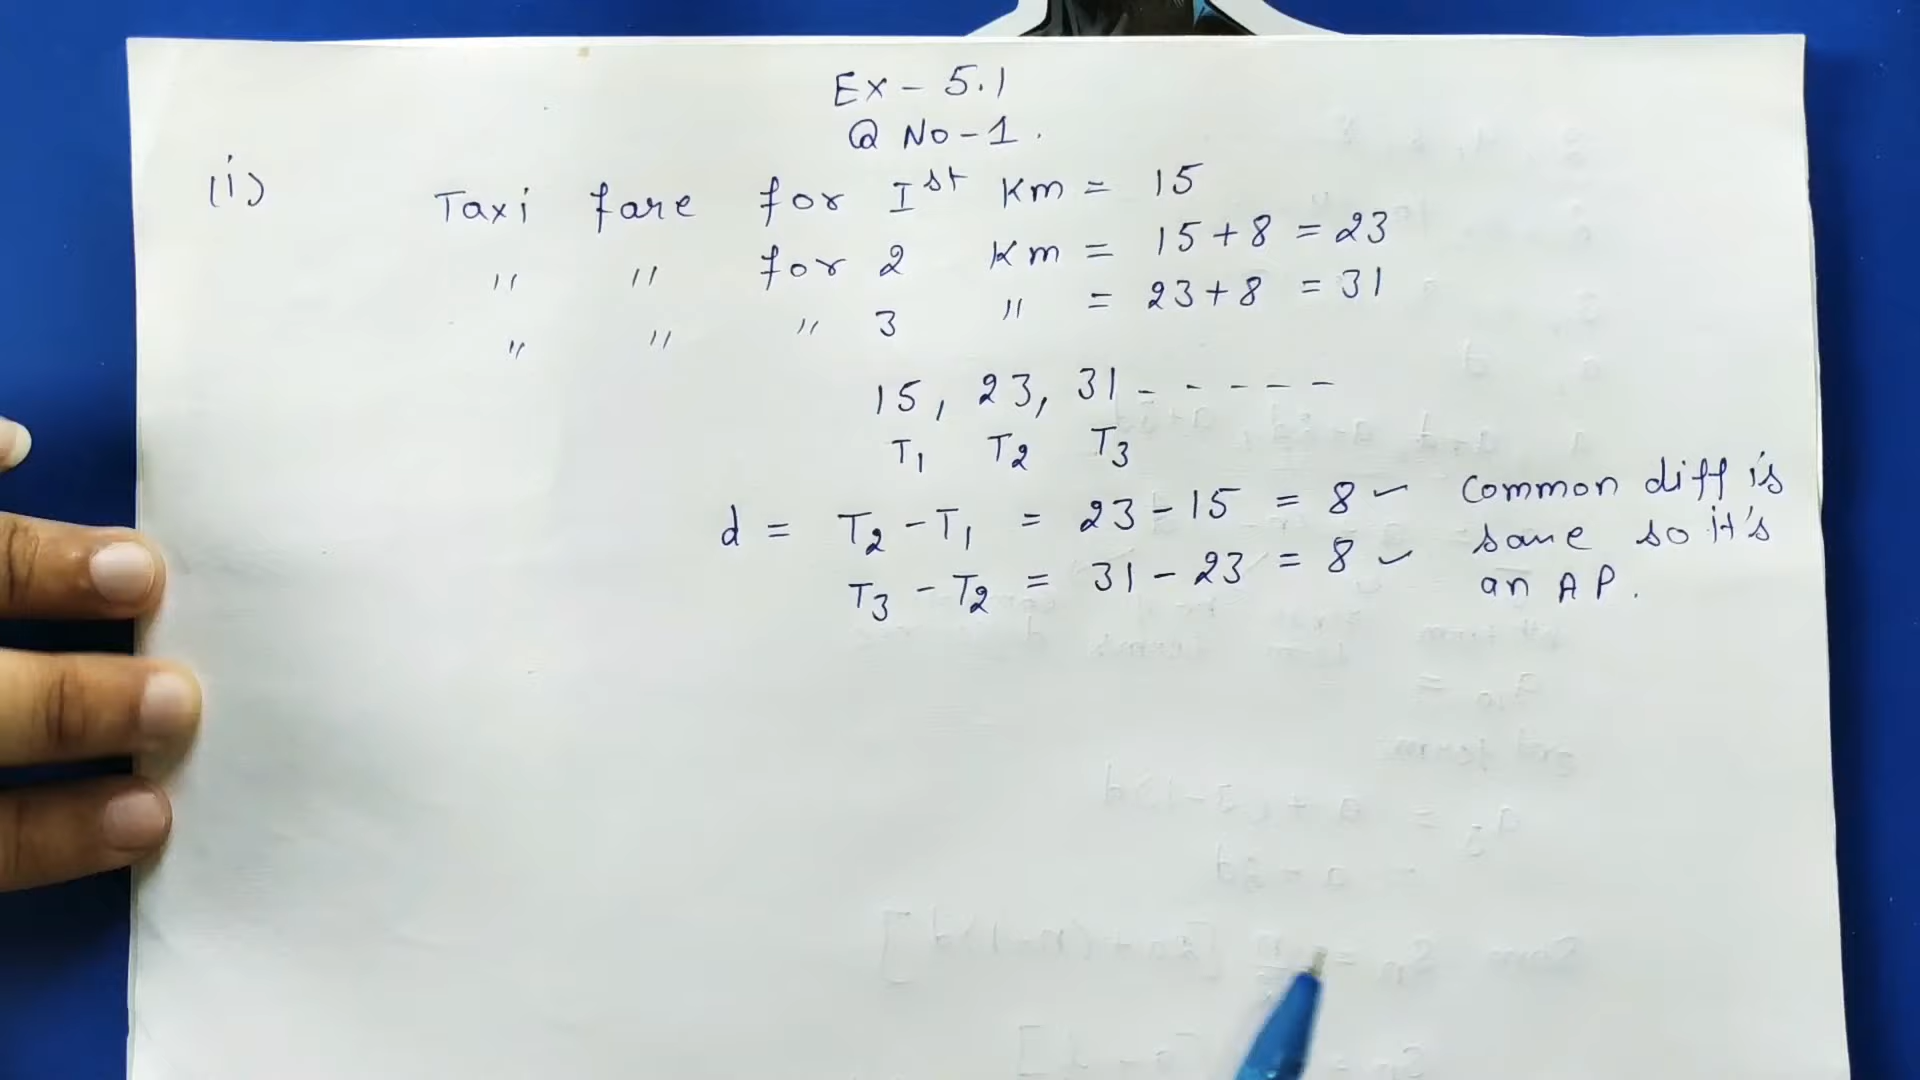 Ex - 5.1
Q No - 1.
(i) Taxi fare for Ist Km = 15
" " for 2 Km = 15 + 8 = 23
" " " 3 " = 23 + 8 = 31
15, 23, 31 - - - - -
T1 T2 T3
d = T2 - T1 = 23 - 15 = 8 ✓ Common diff is
T3 - T2 = 31 - 23 = 8 ✓ same so it's
an AP.